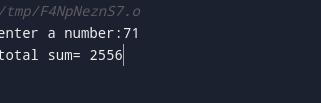 /tmp/F4NpNeznS7.o
enter a number:71
total sum= 2556